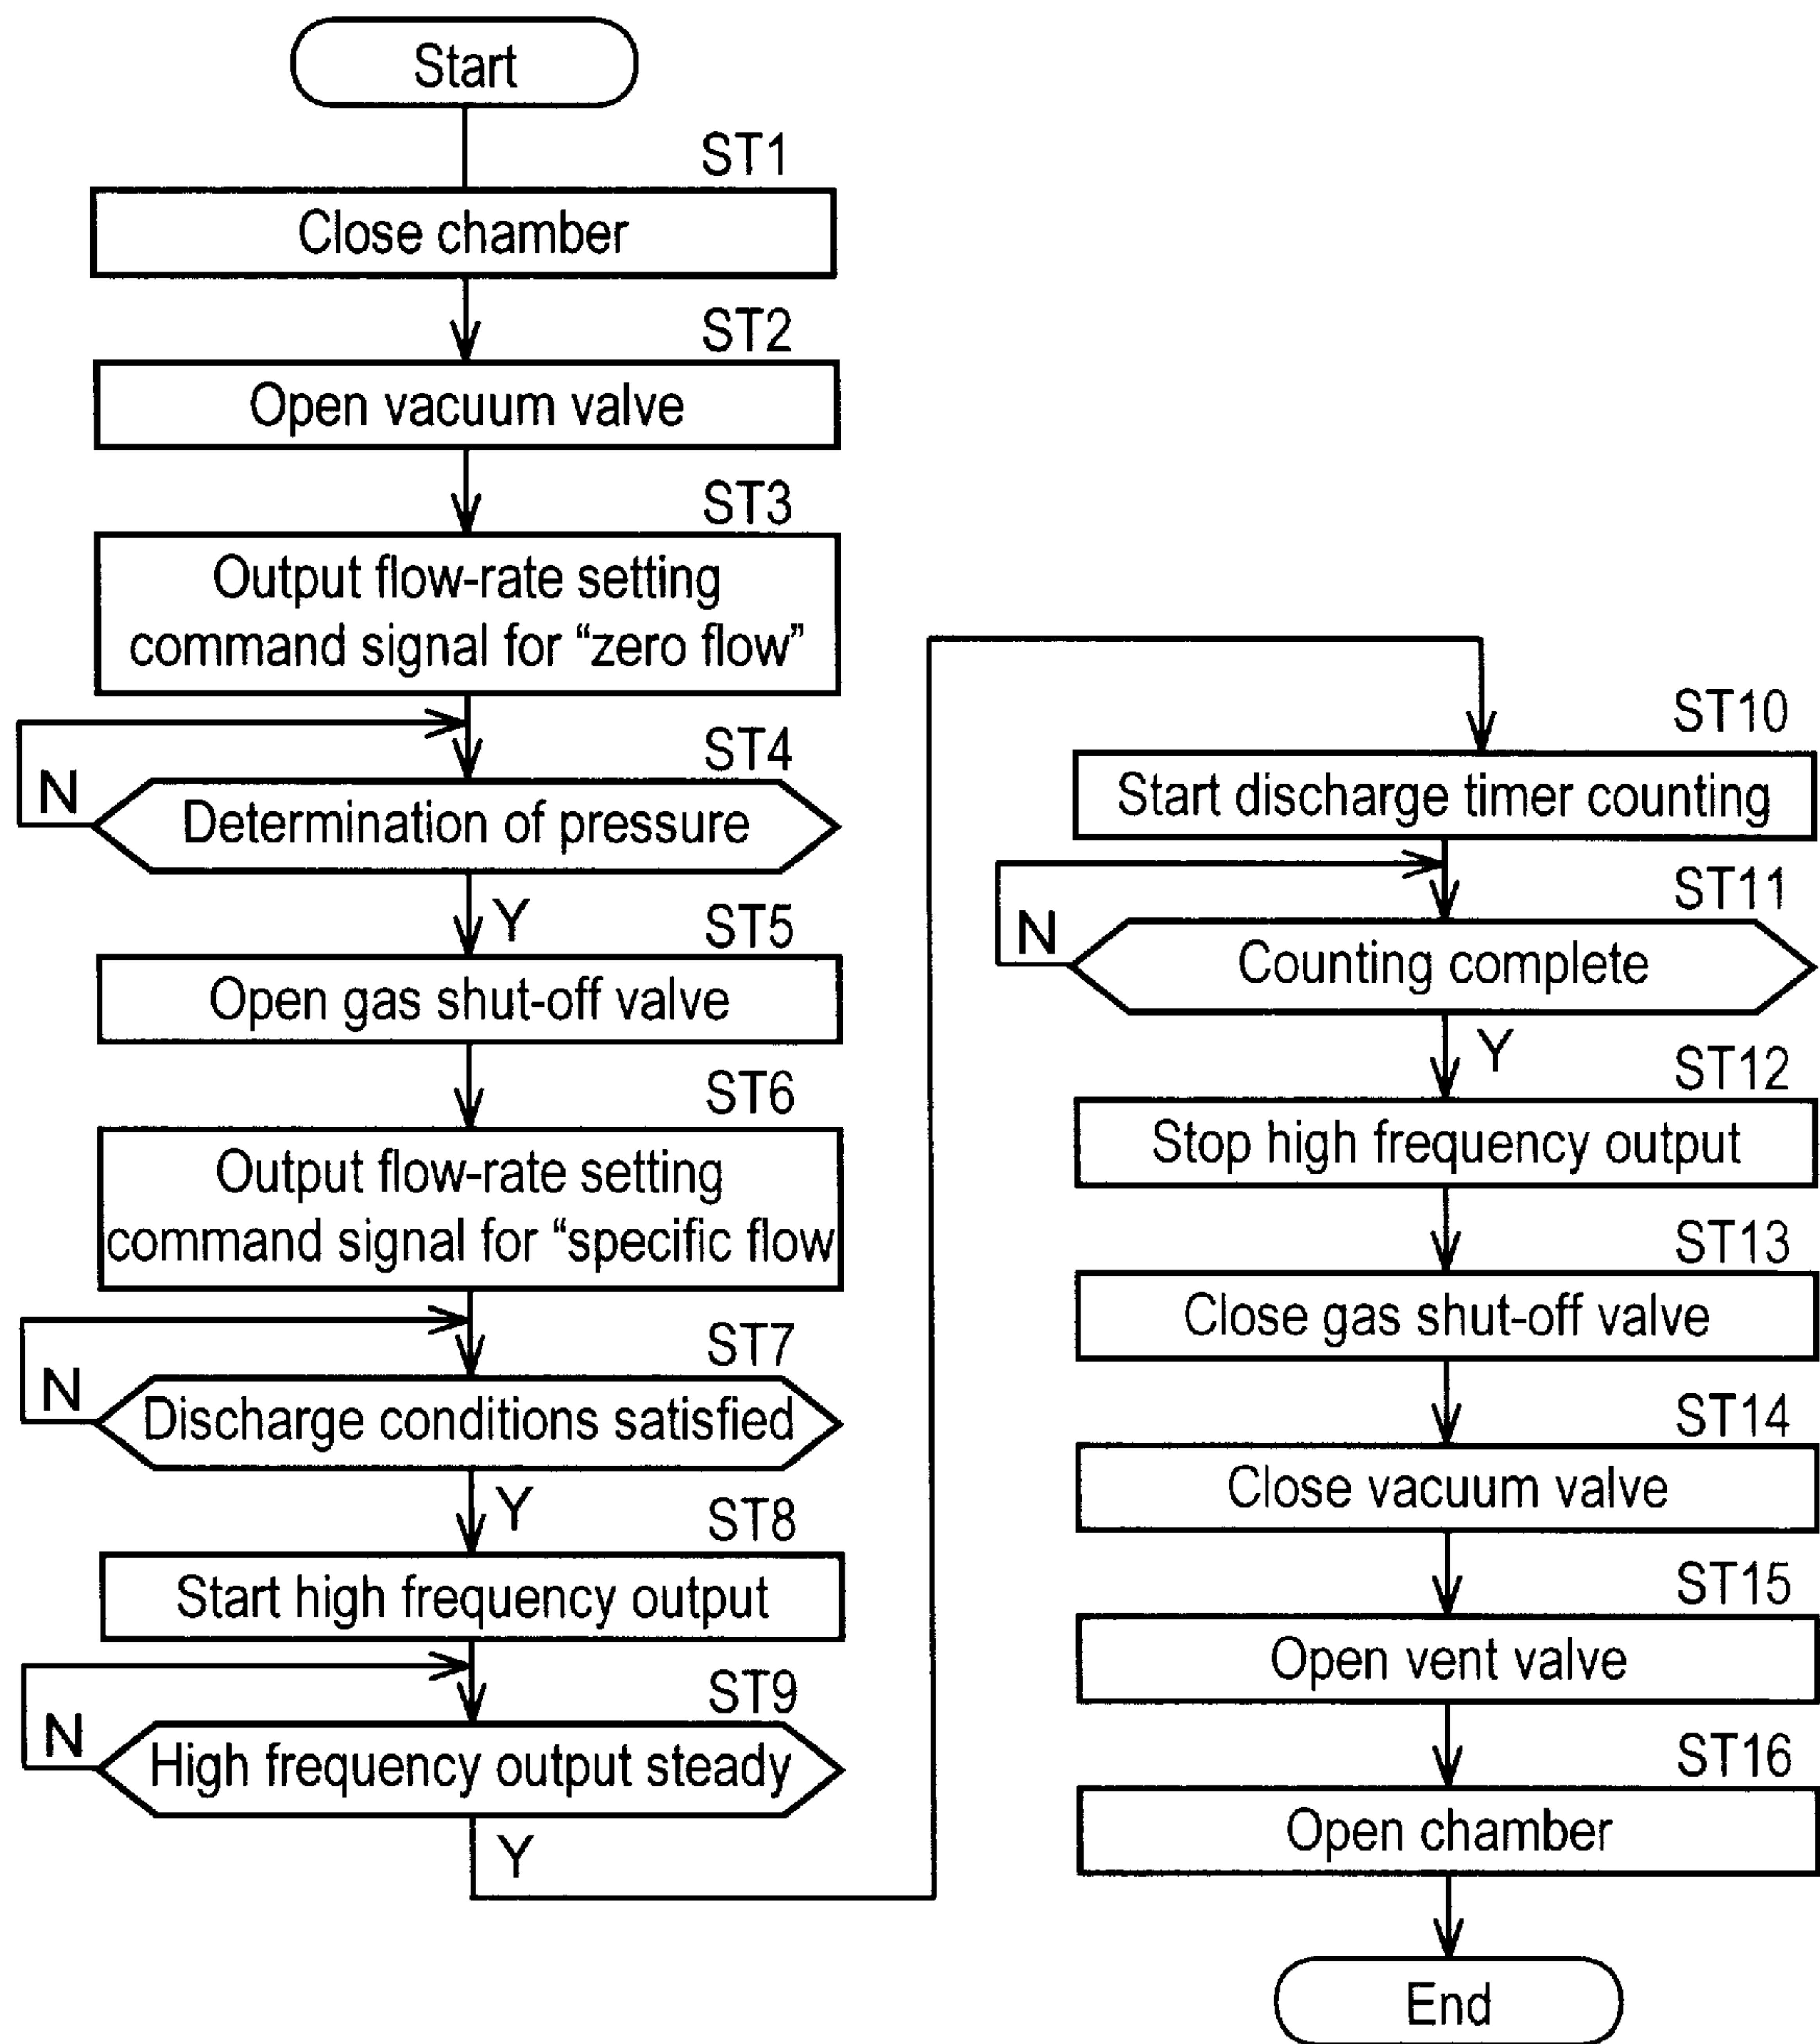 Start
ST1
Close chamber
ST2
Open vacuum valve
ST3
Output flow-rate setting
command signal for “zero flow”
ST4
N
Determination of pressure
Y
ST5
Open gas shut-off valve
ST6
Output flow-rate setting
command signal for “specific flow
ST7
N
Discharge conditions satisfied
Y
ST8
Start high frequency output
ST9
N
High frequency output steady
Y
ST10
Start discharge timer counting
ST11
N
Counting complete
Y
ST12
Stop high frequency output
ST13
Close gas shut-off valve
ST14
Close vacuum valve
ST15
Open vent valve
ST16
Open chamber
End